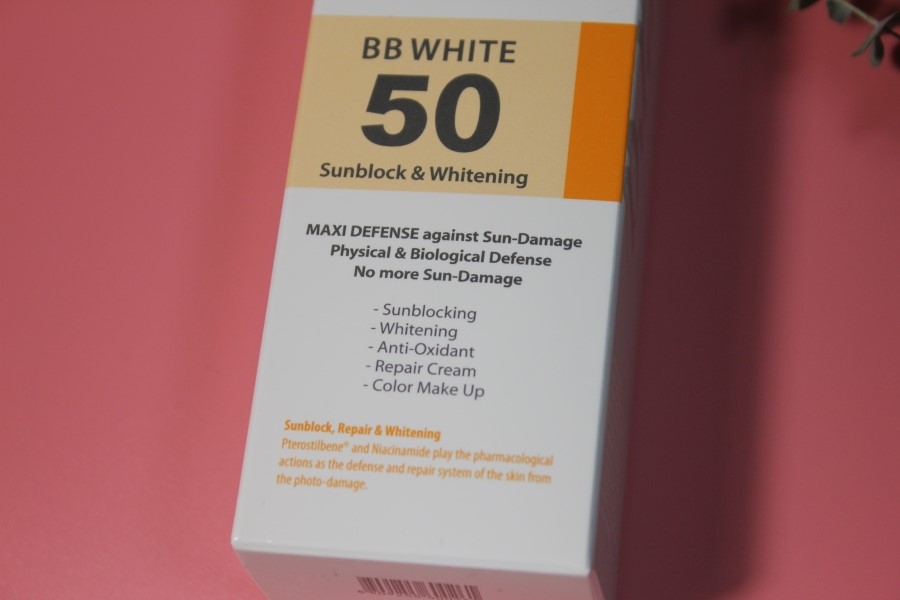 BB WHITE
50
Sunblock & Whitening
MAXI DEFENSE against Sun-Damage
Physical & Biological Defense
No more Sun-Damage
- Sunblocking
- Whitening
- Anti-Oxidant
- Repair Cream
- Color Make Up
Sunblock, Repair & Whitening
Pterostilbene® and Niacinamide play the pharmacological
actions as the defense and repair system of the skin from
the photo-damage.